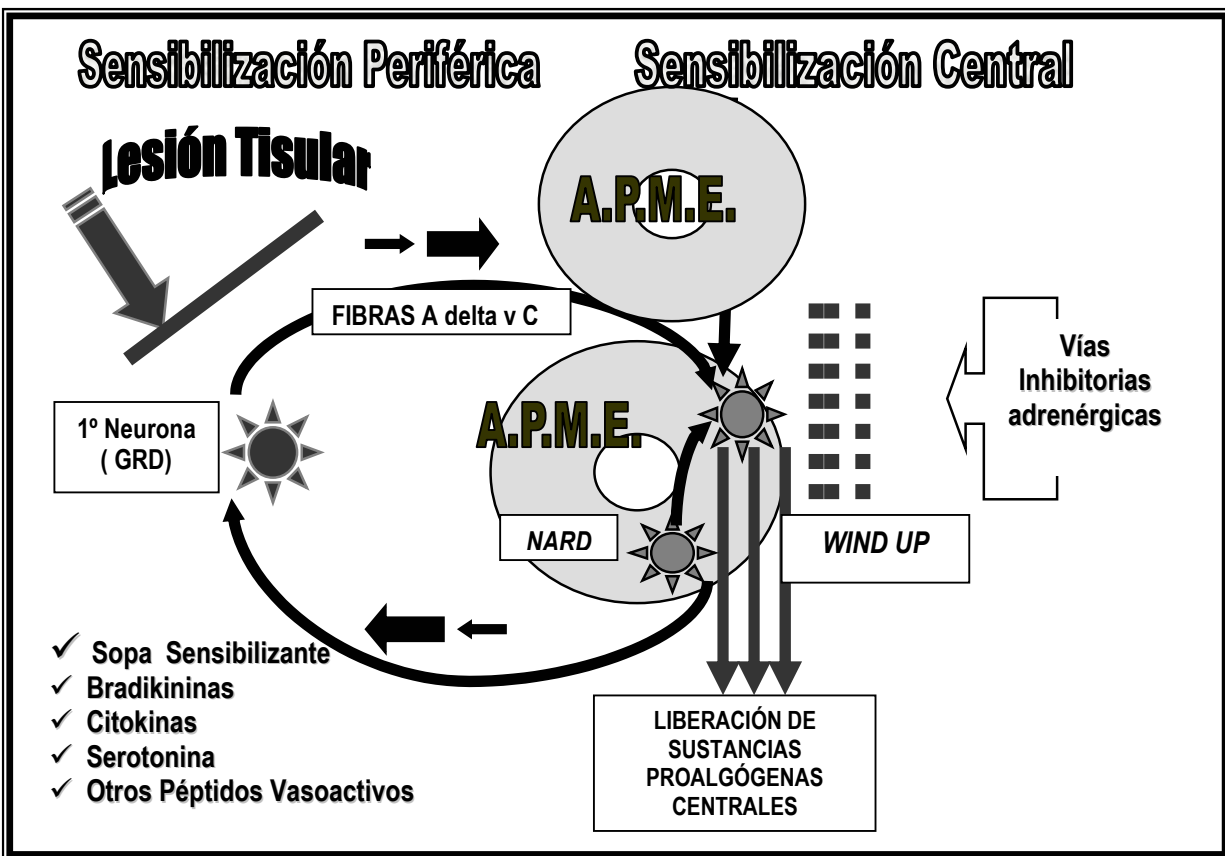 Sensibilización Periférica
Sensibilización Central
Lesión Tisular
A.P.M.E.
FIBRAS A delta v C
Vías
Inhibitorias
adrenérgicas
1º Neurona
( GRD)
A.P.M.E.
NARD
WIND UP
✓ Sopa Sensibilizante
✓ Bradikininas
✓ Citokinas
✓ Serotonina
✓ Otros Péptidos Vasoactivos
LIBERACIÓN DE
SUSTANCIAS
PROALGÓGENAS
CENTRALES